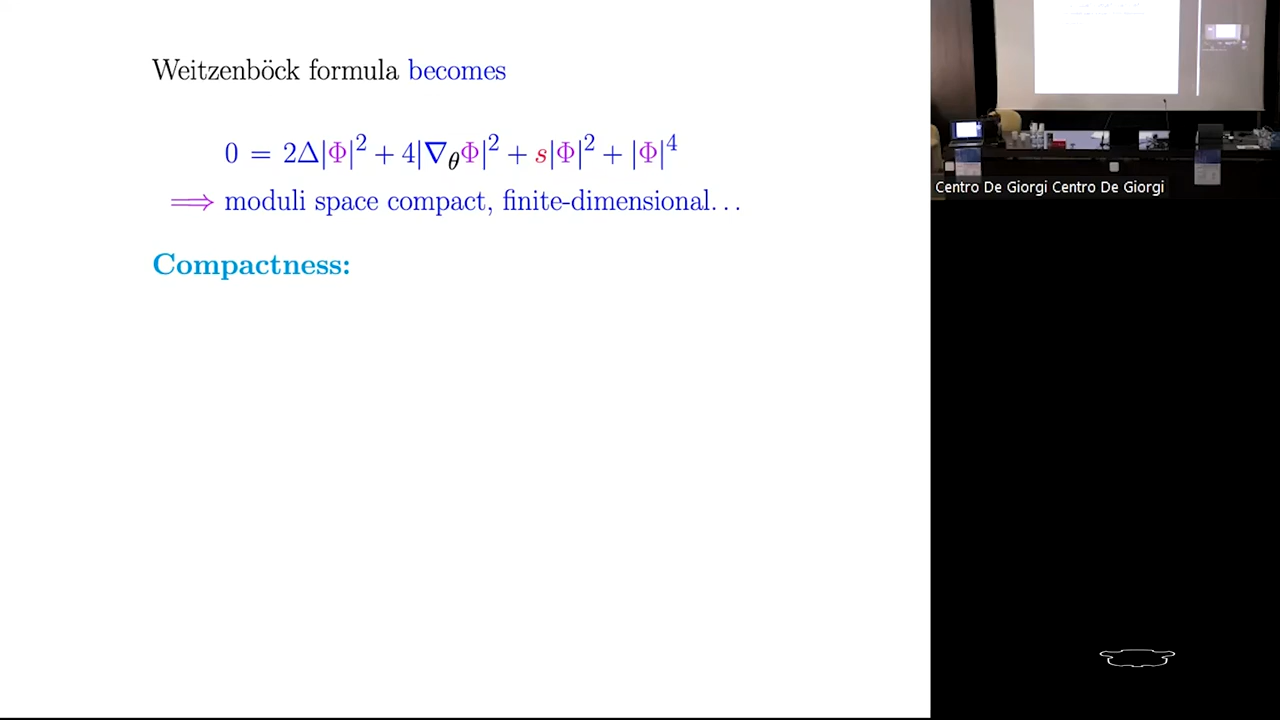 Weitzenböck formula becomes
0 = 2Δ|Φ|² + 4|∇_θΦ|² + s|Φ|² + |Φ|⁴
⟹ moduli space compact, finite-dimensional…
Compactness:
Centro De Giorgi Centro De Giorgi